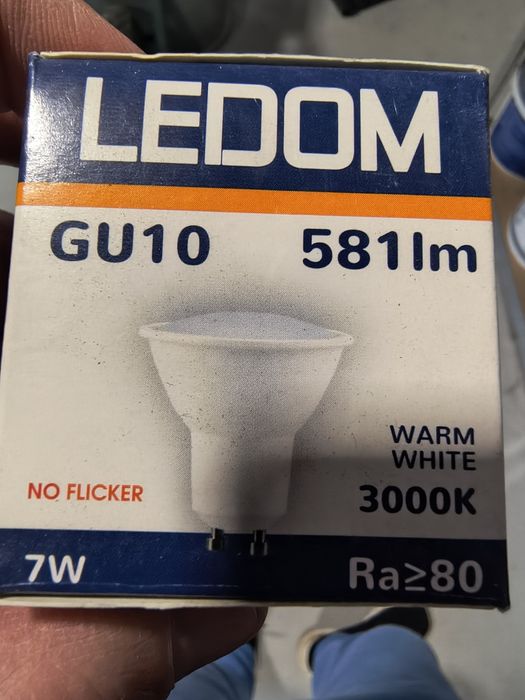 LEDOM
GU10 581lm
WARM
WHITE
NO FLICKER 3000K
7W Ra≥80